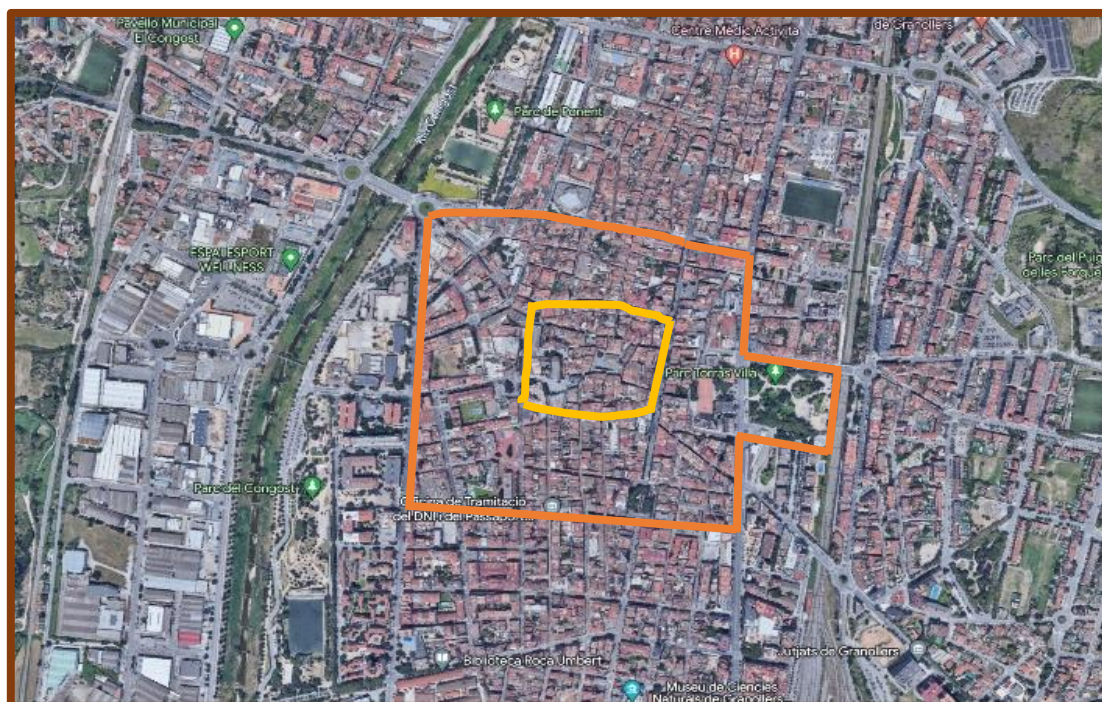 Pavelló Municipal
El Congost
Centre Mèdic Activita
de Granollers
Parc de Ponent
ESPAI ESPORT
WELLNESS
Parc del Puig
de les Forques
Parc Torras Villà
Parc del Congost
Oficina de Tramitació
del DNI i del Passaport...
Biblioteca Roca Umbert
Jutjats de Granollers
Museu de Ciències
Naturals de Granollers